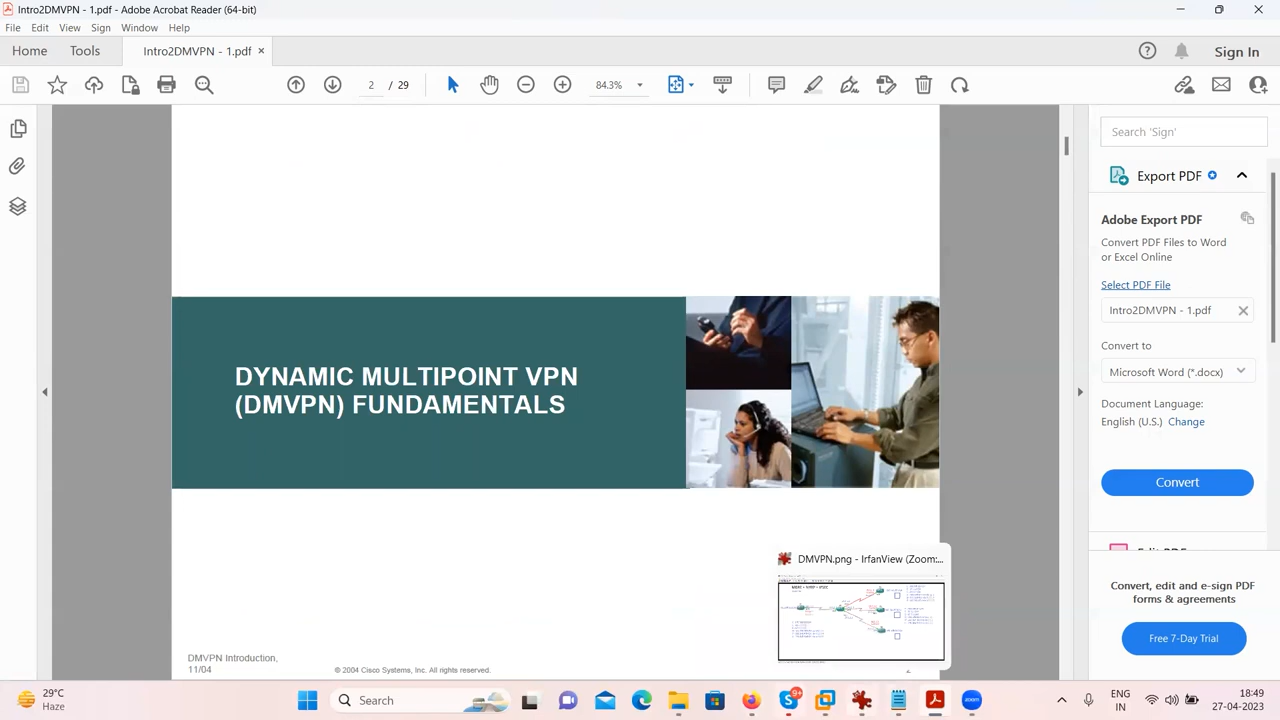 Intro2DMVPN - 1.pdf - Adobe Acrobat Reader (64-bit)
File Edit View Sign Window Help
Home Tools Intro2DMVPN - 1.pdf × Sign In
2 / 29 84.3%
Search 'Sign'
Export PDF
Adobe Export PDF
Convert PDF Files to Word
or Excel Online
Select PDF File
Intro2DMVPN - 1.pdf
Convert to
Microsoft Word (*.docx)
Document Language:
English (U.S.) Change
Convert
Edit PDF
Convert, edit and e-sign PDF
forms & agreements
Free 7-Day Trial
DYNAMIC MULTIPOINT VPN
(DMVPN) FUNDAMENTALS
DMVPN.png - IrfanView (Zoom:...
DMVPN Introduction,
11/04
© 2004 Cisco Systems, Inc. All rights reserved.
29°C
Haze
Search
9+
zoom
ENG
IN
18:49
27-04-2023